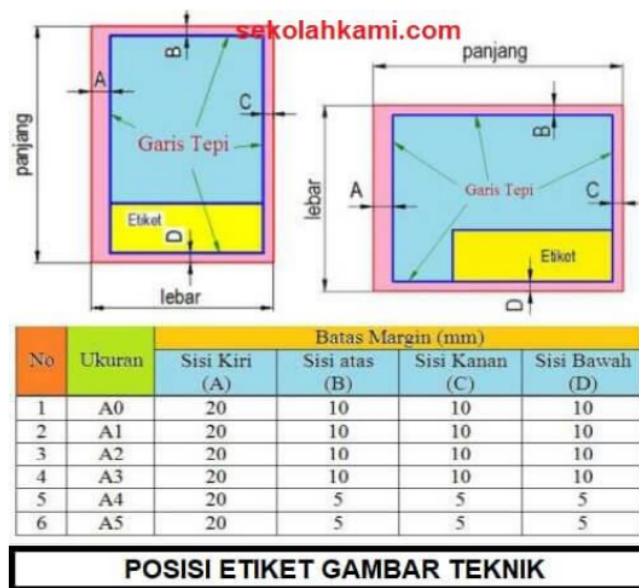 sekolahkami.com
panjang
B
A
C
Garis Tepi
panjang
Etiket
D
lebar
panjang
B
A
C
Garis Tepi
lebar
Etiket
D
No Ukuran Batas Margin (mm)
Sisi Kiri (A) Sisi atas (B) Sisi Kanan (C) Sisi Bawah (D)
1 A0 20 10 10 10
2 A1 20 10 10 10
3 A2 20 10 10 10
4 A3 20 10 10 10
5 A4 20 5 5 5
6 A5 20 5 5 5
POSISI ETIKET GAMBAR TEKNIK